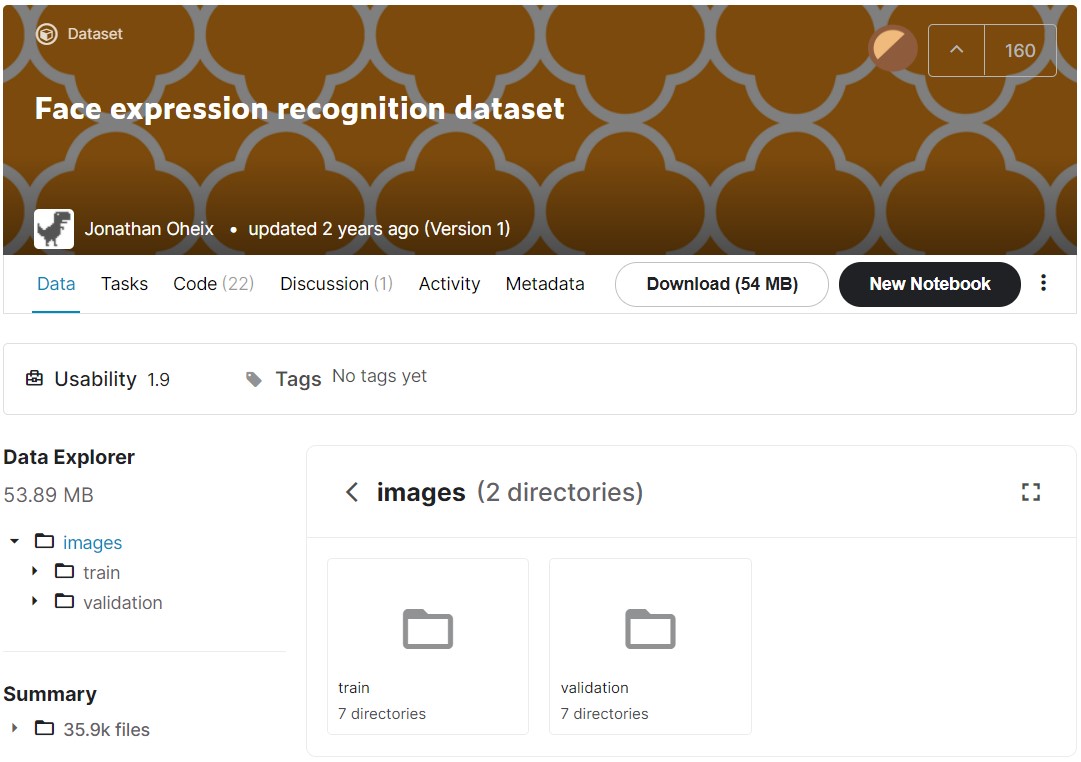 Dataset
160
Face expression recognition dataset
Jonathan Oheix • updated 2 years ago (Version 1)
Data Tasks Code (22) Discussion (1) Activity Metadata Download (54 MB) New Notebook
Usability 1.9 Tags No tags yet
Data Explorer
53.89 MB
images
train
validation
Summary
35.9k files
images (2 directories)
train
7 directories
validation
7 directories